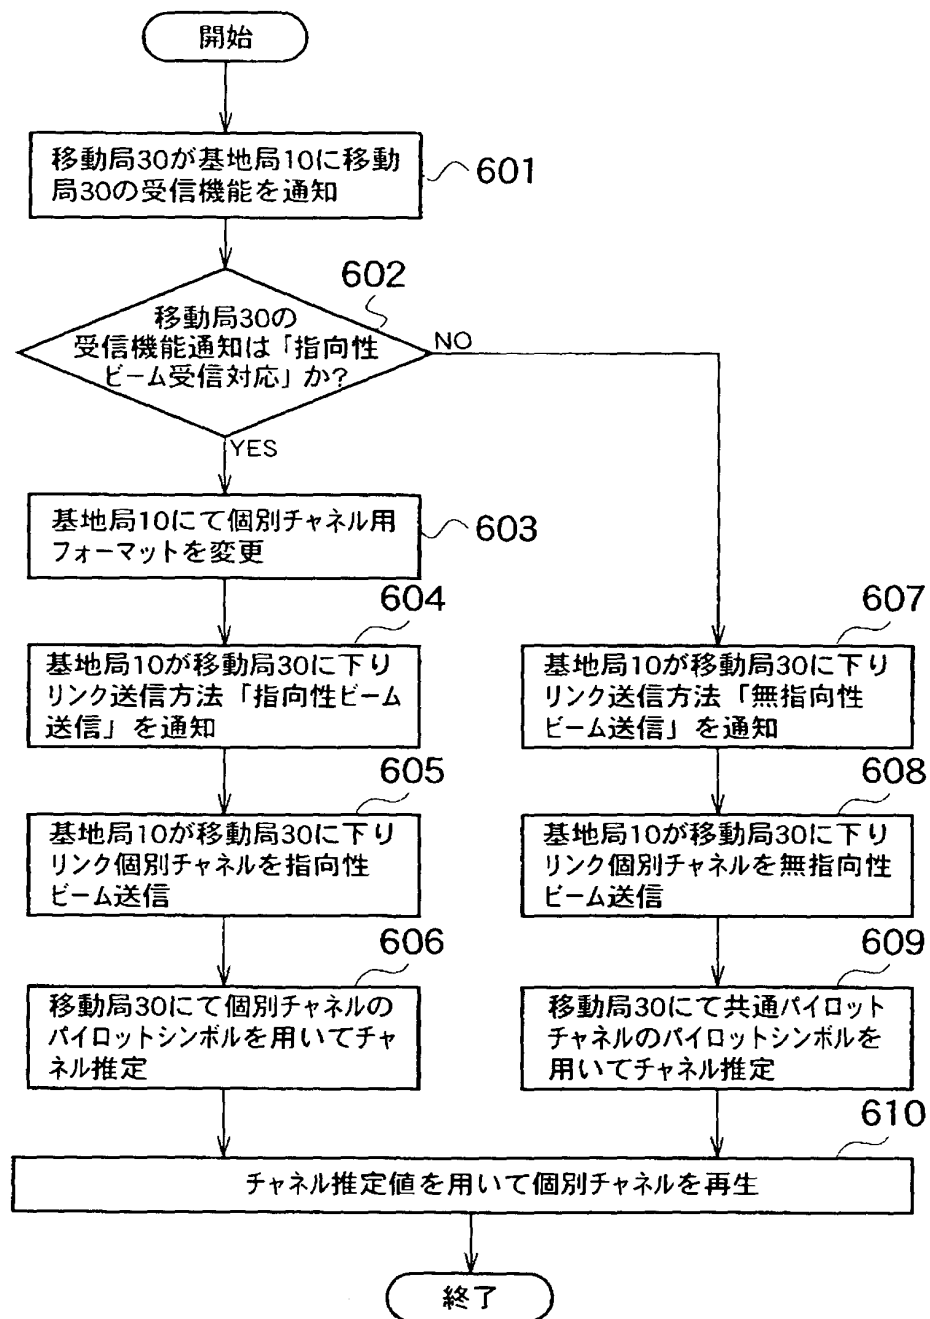 開始
移動局30が基地局10に移動
局30の受信機能を通知
601
602
移動局30の
受信機能通知は「指向性
ビーム受信対応」か?
NO
YES
基地局10にて個別チャネル用
フォーマットを変更
603
604
基地局10が移動局30に下り
リンク送信方法「指向性ビーム
送信」を通知
605
基地局10が移動局30に下り
リンク個別チャネルを指向性
ビーム送信
606
移動局30にて個別チャネルの
パイロットシンボルを用いてチャ
ネル推定
607
基地局10が移動局30に下り
リンク送信方法「無指向性
ビーム送信」を通知
608
基地局10が移動局30に下り
リンク個別チャネルを無指向性
ビーム送信
609
移動局30にて共通パイロット
チャネルのパイロットシンボルを
用いてチャネル推定
610
チャネル推定値を用いて個別チャネルを再生
終了